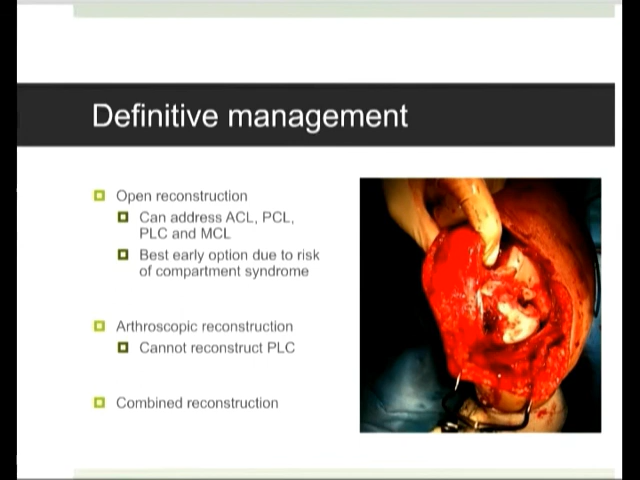 Definitive management
Open reconstruction
Can address ACL, PCL,
PLC and MCL
Best early option due to risk
of compartment syndrome
Arthroscopic reconstruction
Cannot reconstruct PLC
Combined reconstruction